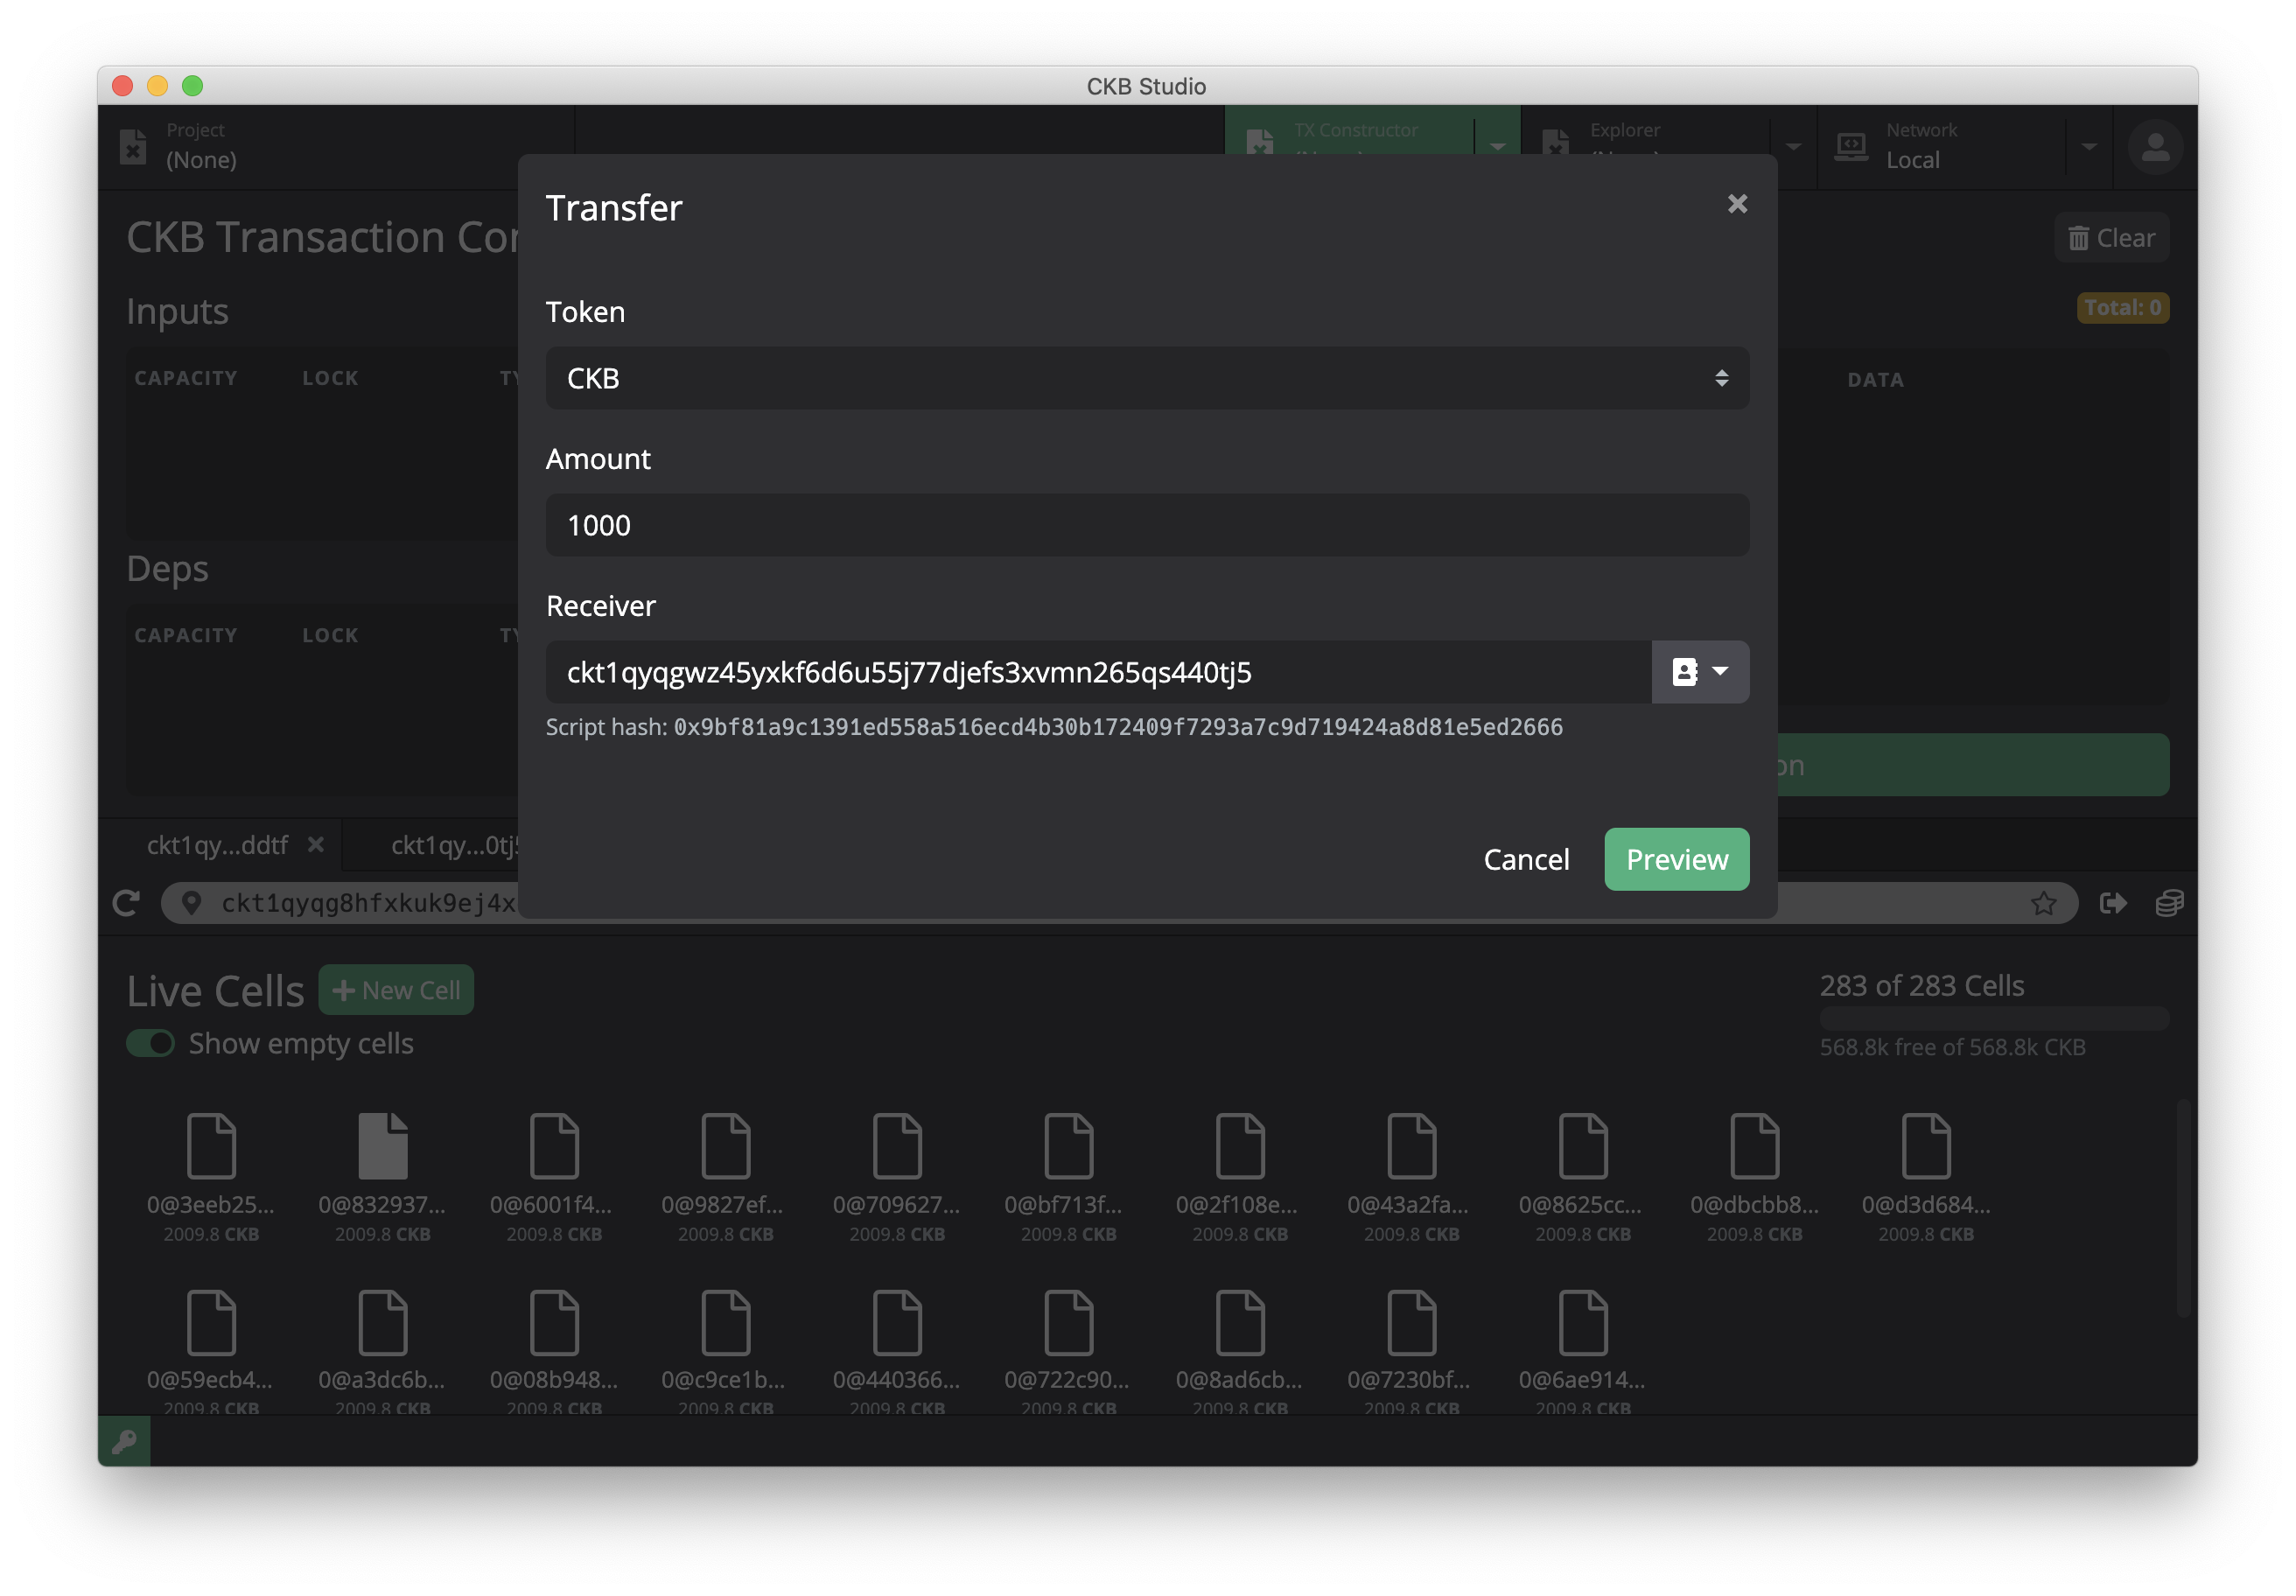 CKB Studio
Project
(None)
TX Constructor
Explorer
Network
Local
Transfer
CKB Transaction
Clear
Inputs
Total: 0
Token
CAPACITY LOCK
CKB
DATA
Amount
1000
Deps
Receiver
CAPACITY LOCK
ckt1qyqgwz45yxkf6d6u55j77djefs3xvmn265qs440tj5
Script hash: 0x9bf81a9c1391ed558a516ecd4b30b172409f7293a7c9d719424a8d81e5ed2666
ckt1qy...ddtf
ckt1qy...0tj5
Cancel
Preview
ckt1qyqg8hfxkuk9ej4x
Live Cells
New Cell
283 of 283 Cells
Show empty cells
568.8k free of 568.8k CKB
0@3eeb25... 0@832937... 0@6001f4... 0@9827ef... 0@709627... 0@bf713f... 0@2f108e... 0@43a2fa... 0@8625cc... 0@dbcbb8... 0@d3d684...
2009.8 CKB 2009.8 CKB 2009.8 CKB 2009.8 CKB 2009.8 CKB 2009.8 CKB 2009.8 CKB 2009.8 CKB 2009.8 CKB 2009.8 CKB 2009.8 CKB
0@59ecb4... 0@a3dc6b... 0@08b948... 0@c9ce1b... 0@440366... 0@722c90... 0@8ad6cb... 0@7230bf... 0@6ae914...
2009.8 CKB 2009.8 CKB 2009.8 CKB 2009.8 CKB 2009.8 CKB 2009.8 CKB 2009.8 CKB 2009.8 CKB 2009.8 CKB